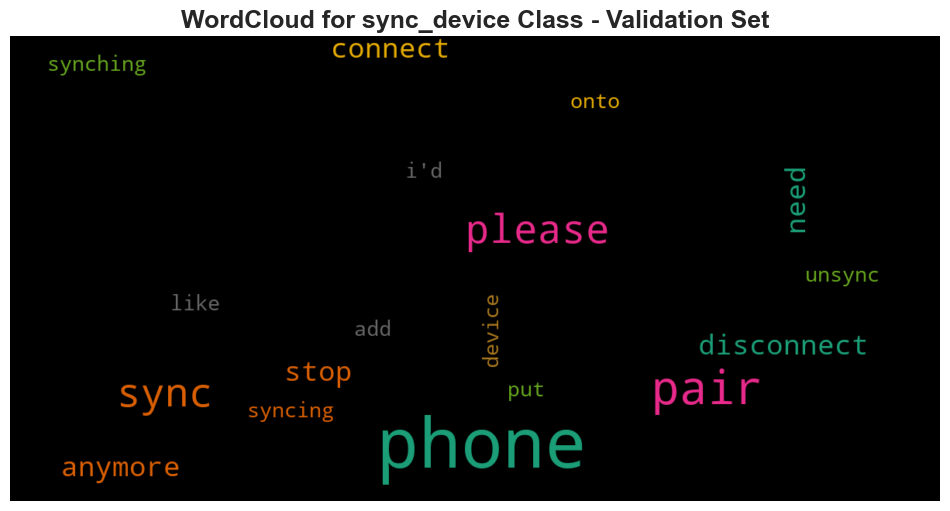 WordCloud for sync_device Class - Validation Set
connect
synching
onto
i'd
need
please
unsync
like
device
add
disconnect
stop
put
pair
sync
syncing
phone
anymore